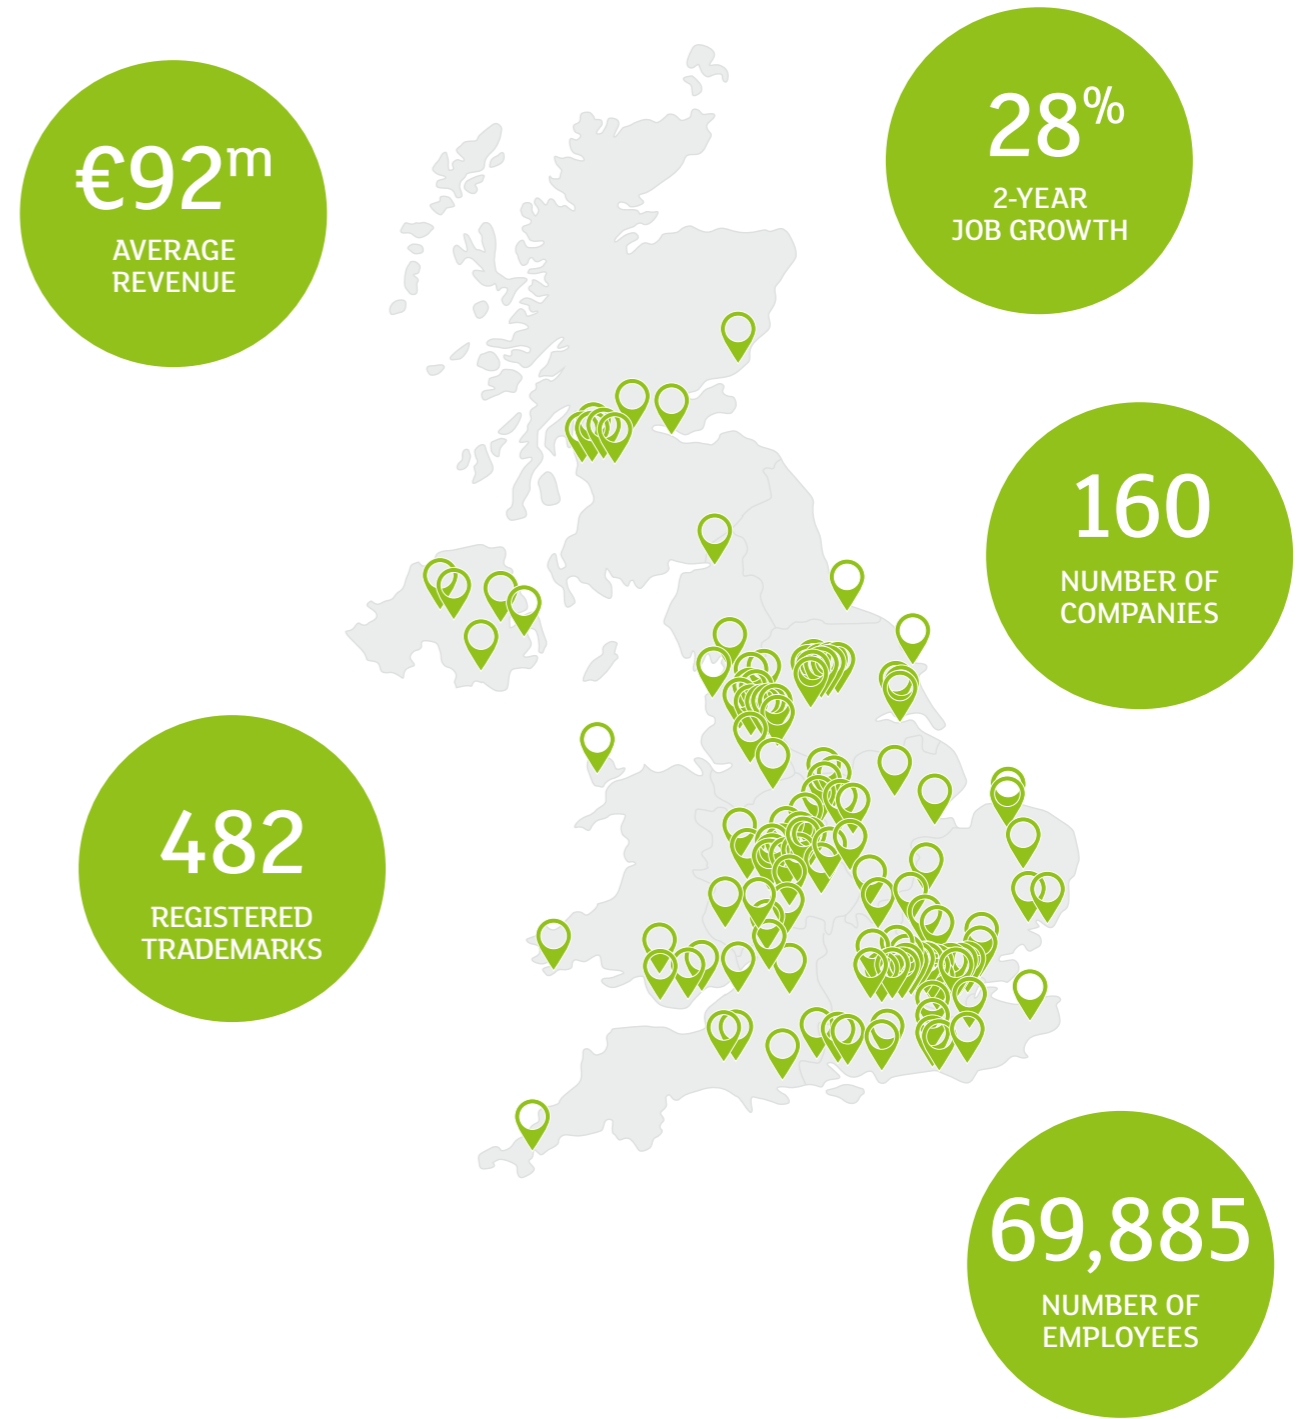 €92m
AVERAGE
REVENUE
28%
2-YEAR
JOB GROWTH
160
NUMBER OF
COMPANIES
482
REGISTERED
TRADEMARKS
69,885
NUMBER OF
EMPLOYEES